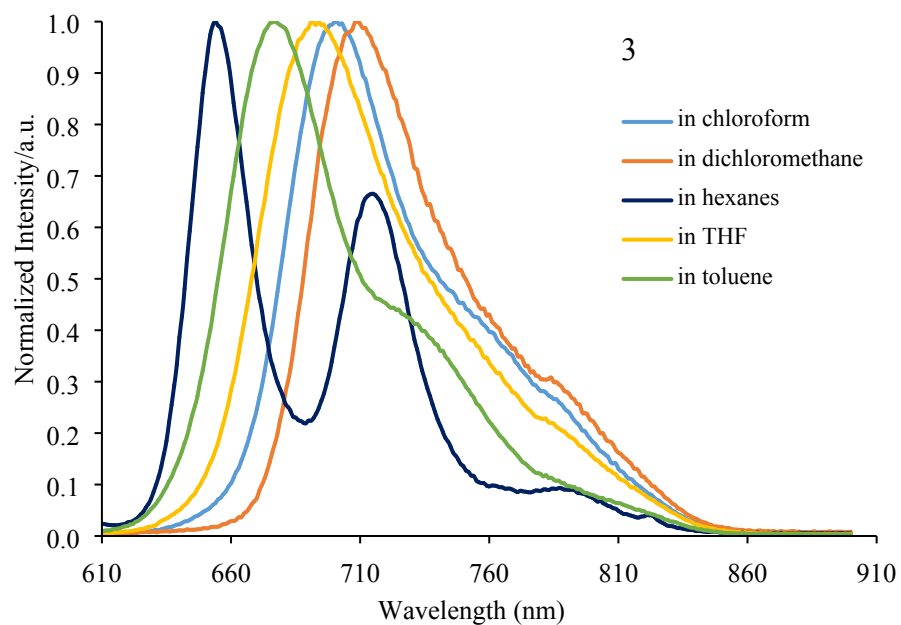 3
in chloroform
in dichloromethane
in hexanes
in THF
in toluene
Normalized Intensity/a.u.
1.0
0.9
0.8
0.7
0.6
0.5
0.4
0.3
0.2
0.1
0.0
610 660 710 760 810 860 910
Wavelength (nm)